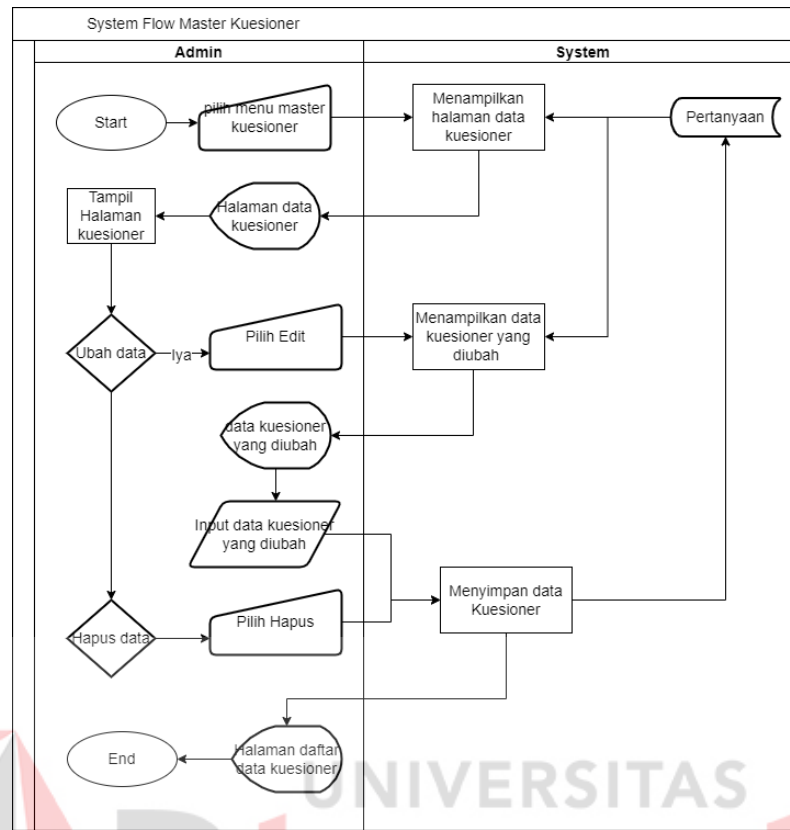 System Flow Master Kuesioner
Admin
System
Start
pilih menu master
kuesioner
Menampilkan
halaman data
kuesioner
Pertanyaan
Tampil
Halaman
kuesioner
Halaman data
kuesioner
Ubah data
Iya
Pilih Edit
Menampilkan data
kuesioner yang
diubah
data kuesioner
yang diubah
Input data kuesioner
yang diubah
Menyimpan data
Kuesioner
Hapus data
Pilih Hapus
End
Halaman daftar
data kuesioner
UNIVERSITAS